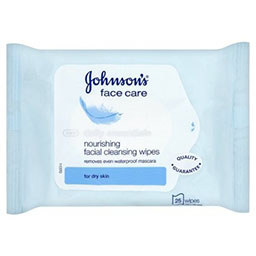 Johnson's
face care
daily essentials
nourishing
facial cleansing wipes
removes even waterproof mascara
for dry skin
QUALITY
GUARANTEE
25 wipes